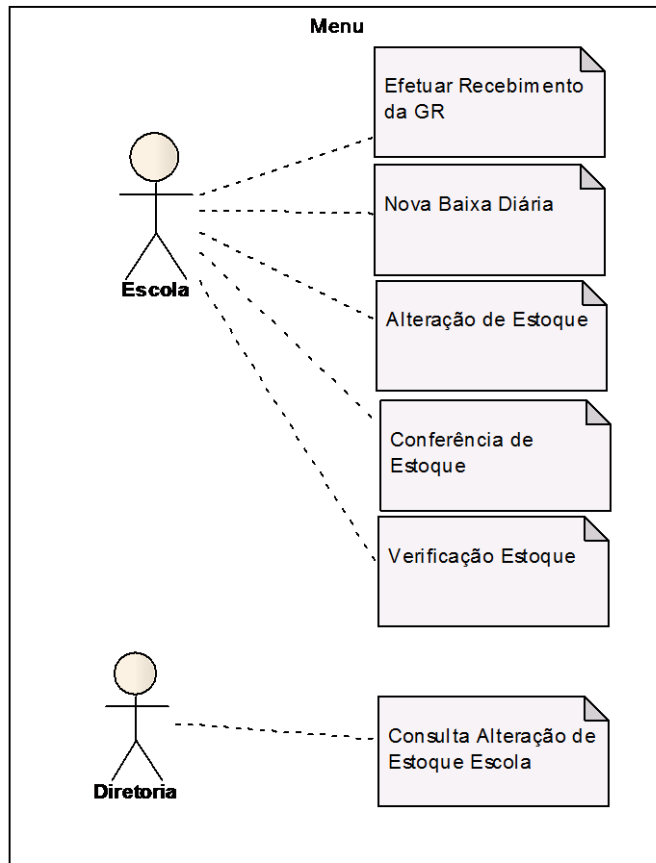 Menu
Efetuar Recebimento
da GR
Nova Baixa Diária
Escola
Alteração de Estoque
Conferência de
Estoque
Verificação Estoque
Consulta Alteração de
Estoque Escola
Diretoria